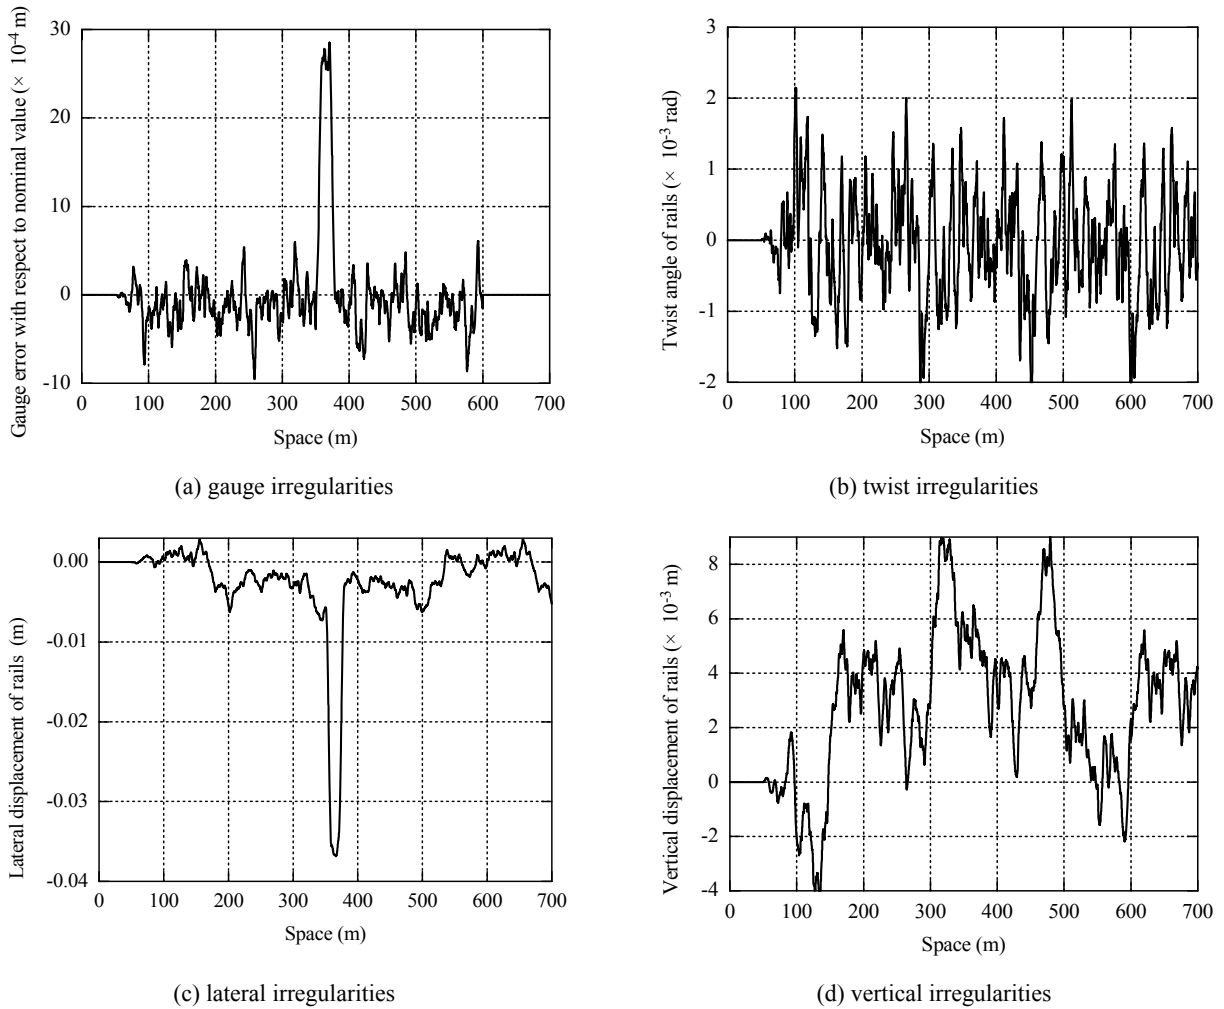 Gauge error with respect to nominal value (× 10⁻⁴ m)
30
20
10
0
-10
0 100 200 300 400 500 600 700
Space (m)
(a) gauge irregularities
Twist angle of rails (× 10⁻³ rad)
3
2
1
0
-1
-2
0 100 200 300 400 500 600 700
Space (m)
(b) twist irregularities
Lateral displacement of rails (m)
0.00
-0.01
-0.02
-0.03
-0.04
0 100 200 300 400 500 600 700
Space (m)
(c) lateral irregularities
Vertical displacement of rails (× 10⁻³ m)
8
6
4
2
0
-2
-4
0 100 200 300 400 500 600 700
Space (m)
(d) vertical irregularities